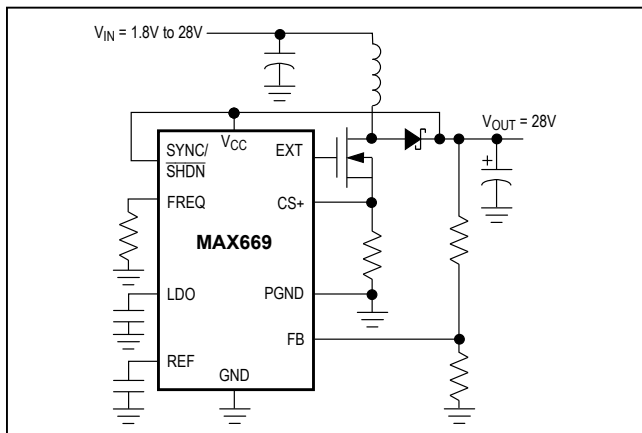 V_IN = 1.8V to 28V
V_OUT = 28V
V_CC
SYNC/
SHDN
EXT
FREQ
CS+
MAX669
LDO
PGND
FB
REF
GND
+